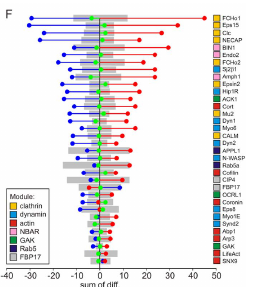 F
FCHo1
Eps15
Clc
NECAP
BIN1
Endo2
FCHo2
Sj2β1
Amph1
Epsin2
Hip1R
ACK1
Cort
Mu2
Dyn1
Myo6
CALM
Dyn2
APPL1
N-WASP
Rab5a
Cofilin
CIP4
FBP17
OCRL1
Coronin
Eps8
Myo1E
Synd2
Abp1
Arp3
GAK
LifeAct
SNX9
Module:
clathrin
dynamin
actin
NBAR
GAK
Rab5
FBP17
-40 -30 -20 -10 0 10 20 30 40 50
sum of diff